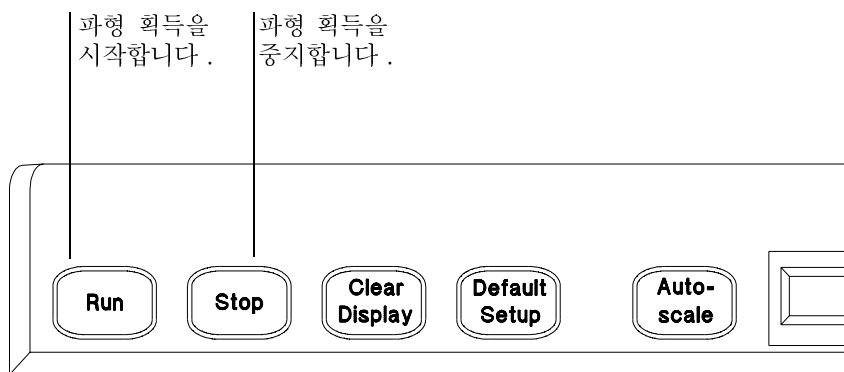 파형 획득을
시작합니다 .
파형 획득을
중지합니다 .
Run
Stop
Clear
Display
Default
Setup
Auto-
scale